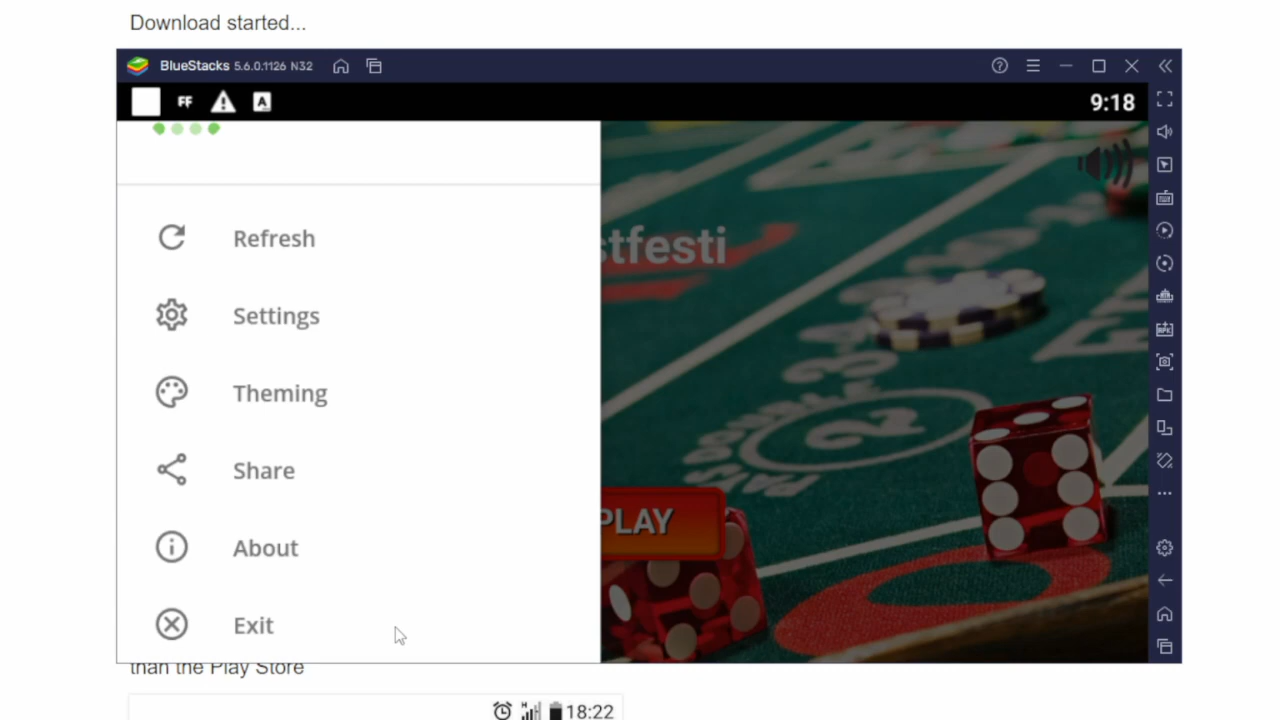 Download started...
BlueStacks 5.6.0.1126 N32
FF
A
9:18
Refresh
stfesti
Settings
Theming
Share
About
PLAY
Exit
than the Play Store
H
18:22